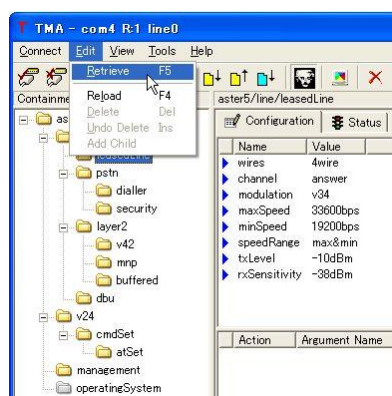 TMA - com4 R:1 line0
Connect Edit View Tools Help
Retrieve F5
Reload F4
Delete Del
Undo Delete Ins
Add Child
Containme
aster5/line/leasedLine
as
leasedLine
pstn
dialler
security
layer2
v42
mnp
buffered
dbu
v24
cmdSet
atSet
management
operatingSystem
Configuration Status
Name Value
wires 4wire
channel answer
modulation v34
maxSpeed 33600bps
minSpeed 19200bps
speedRange max&min
txLevel -10dBm
rxSensitivity -38dBm
Action Argument Name